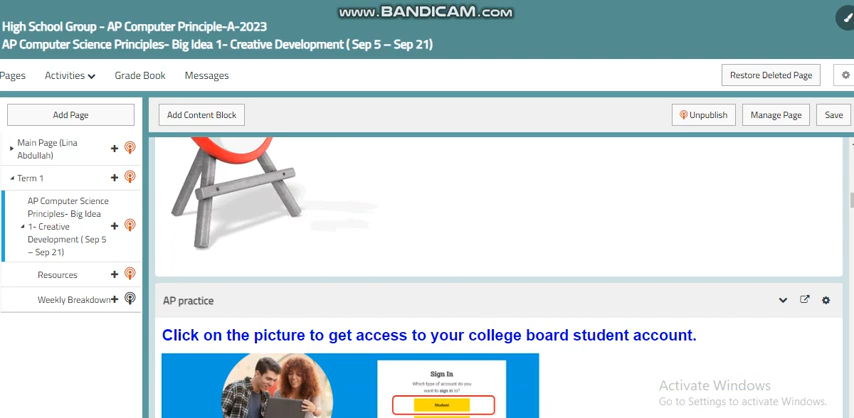 www.BANDICAM.com
High School Group - AP Computer Principle-A-2023
AP Computer Science Principles- Big Idea 1- Creative Development ( Sep 5 – Sep 21)
Pages Activities Grade Book Messages Restore Deleted Page
Add Page Add Content Block Unpublish Manage Page Save
Main Page (Lina
Abdullah)
Term 1
AP Computer Science
Principles- Big Idea
1- Creative
Development ( Sep 5
– Sep 21)
Resources
Weekly Breakdown
AP practice
Click on the picture to get access to your college board student account.
Sign In
Which type of account do you
want to sign in to?
Student
Activate Windows
Go to Settings to activate Windows.